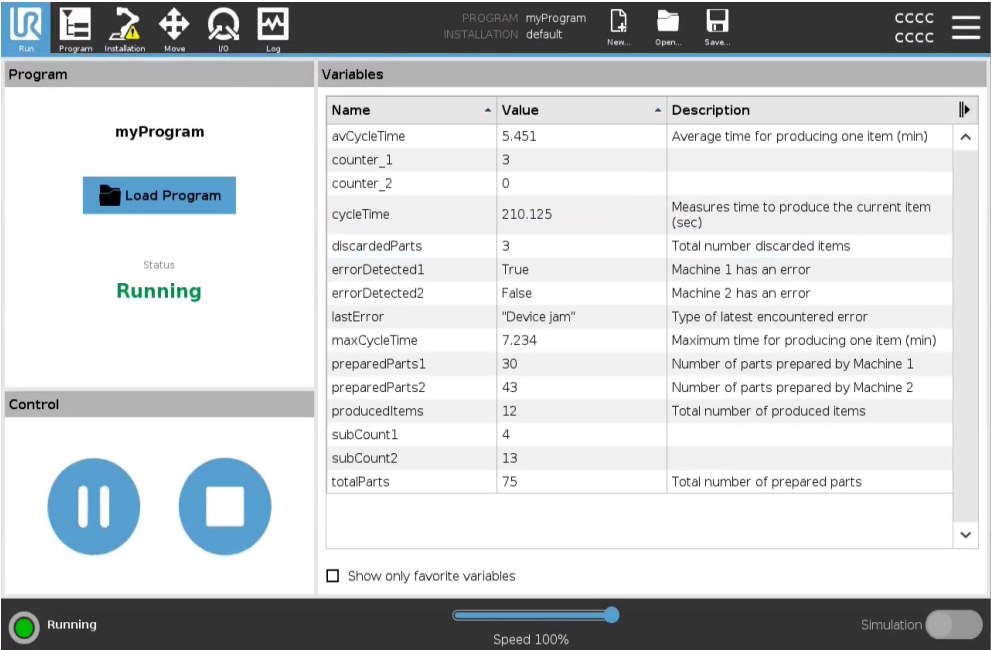 UR
PROGRAM myProgram
INSTALLATION default
CCCC
CCCC
Run Program Installation Move I/O Log New... Open... Save...
Program
myProgram
Load Program
Status
Running
Control
Variables
Name Value Description
avCycleTime 5.451 Average time for producing one item (min)
counter_1 3
counter_2 0
cycleTime 210.125 Measures time to produce the current item
(sec)
discardedParts 3 Total number discarded items
errorDetected1 True Machine 1 has an error
errorDetected2 False Machine 2 has an error
lastError "Device jam" Type of latest encountered error
maxCycleTime 7.234 Maximum time for producing one item (min)
preparedParts1 30 Number of parts prepared by Machine 1
preparedParts2 43 Number of parts prepared by Machine 2
producedItems 12 Total number of produced items
subCount1 4
subCount2 13
totalParts 75 Total number of prepared parts
Show only favorite variables
Running
Speed 100%
Simulation